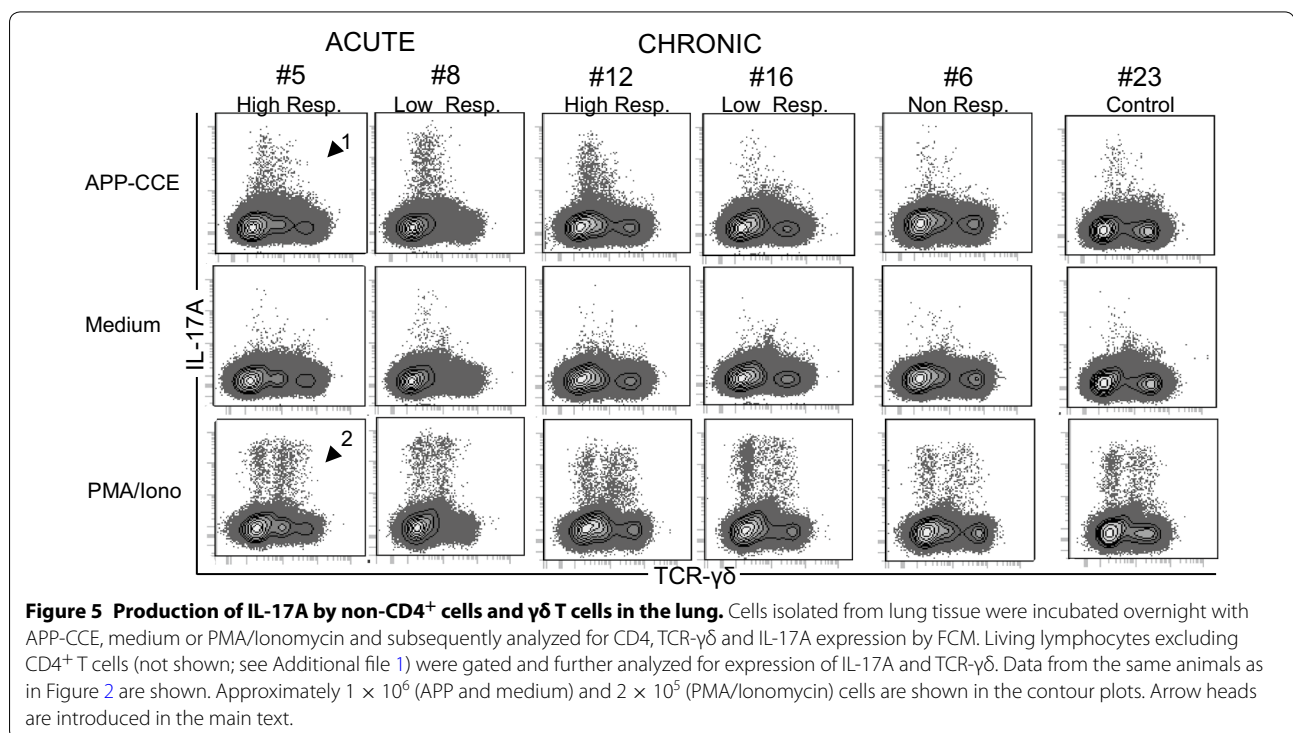 ACUTE CHRONIC
#5 #8 #12 #16 #6 #23
High Resp. Low Resp. High Resp. Low Resp. Non Resp. Control
APP-CCE
1
Medium
IL-17A
PMA/Iono
2
TCR-γδ
Figure 5 Production of IL-17A by non-CD4⁺ cells and γδ T cells in the lung. Cells isolated from lung tissue were incubated overnight with
APP-CCE, medium or PMA/Ionomycin and subsequently analyzed for CD4, TCR-γδ and IL-17A expression by FCM. Living lymphocytes excluding
CD4⁺ T cells (not shown; see Additional file 1) were gated and further analyzed for expression of IL-17A and TCR-γδ. Data from the same animals as
in Figure 2 are shown. Approximately 1 × 10⁶ (APP and medium) and 2 × 10⁵ (PMA/Ionomycin) cells are shown in the contour plots. Arrow heads
are introduced in the main text.